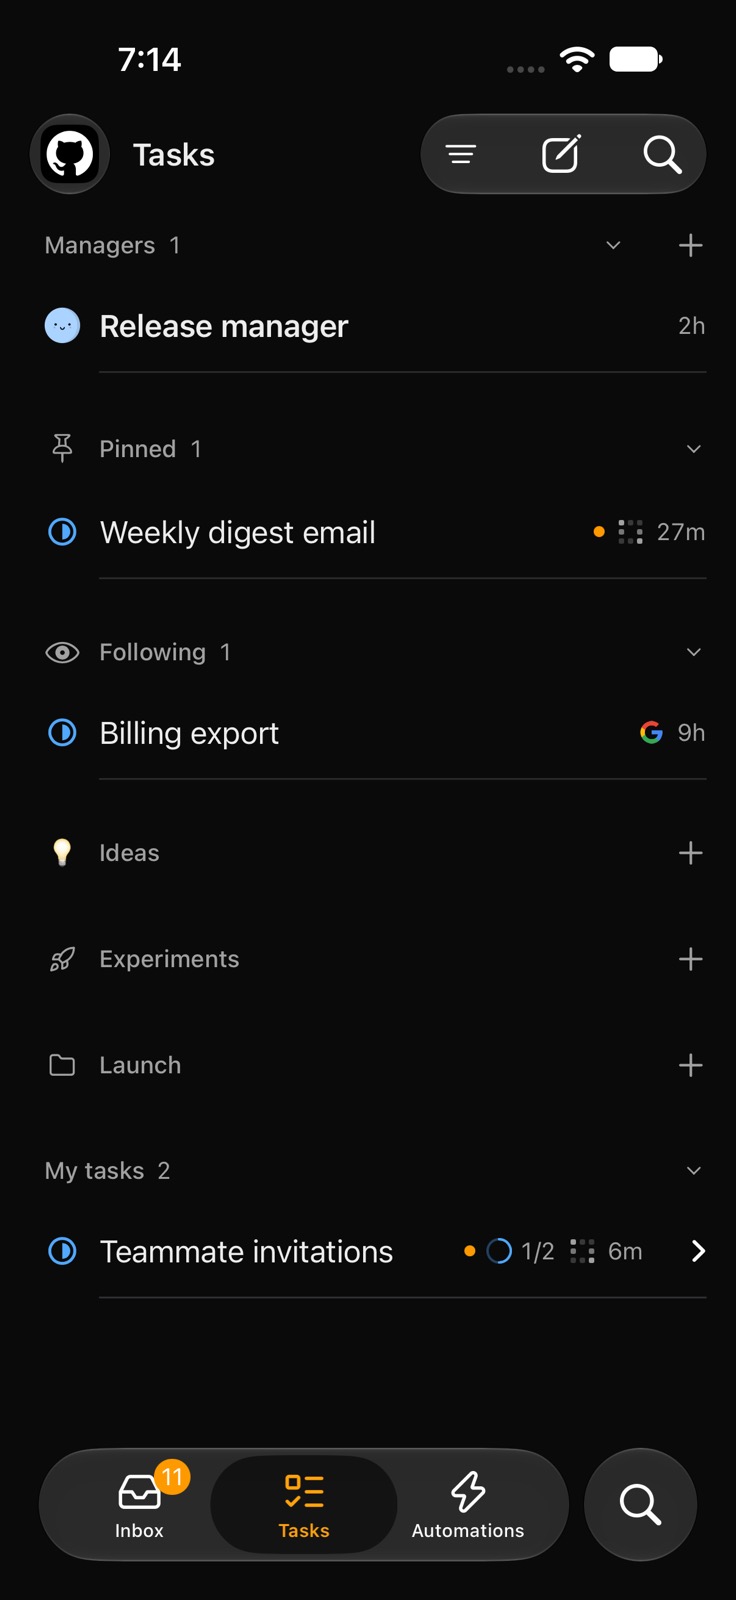 7:14
Tasks
Managers 1
Release manager 2h
Pinned 1
Weekly digest email 27m
Following 1
Billing export 9h
Ideas
Experiments
Launch
My tasks 2
Teammate invitations 1/2 6m
11
Inbox Tasks Automations